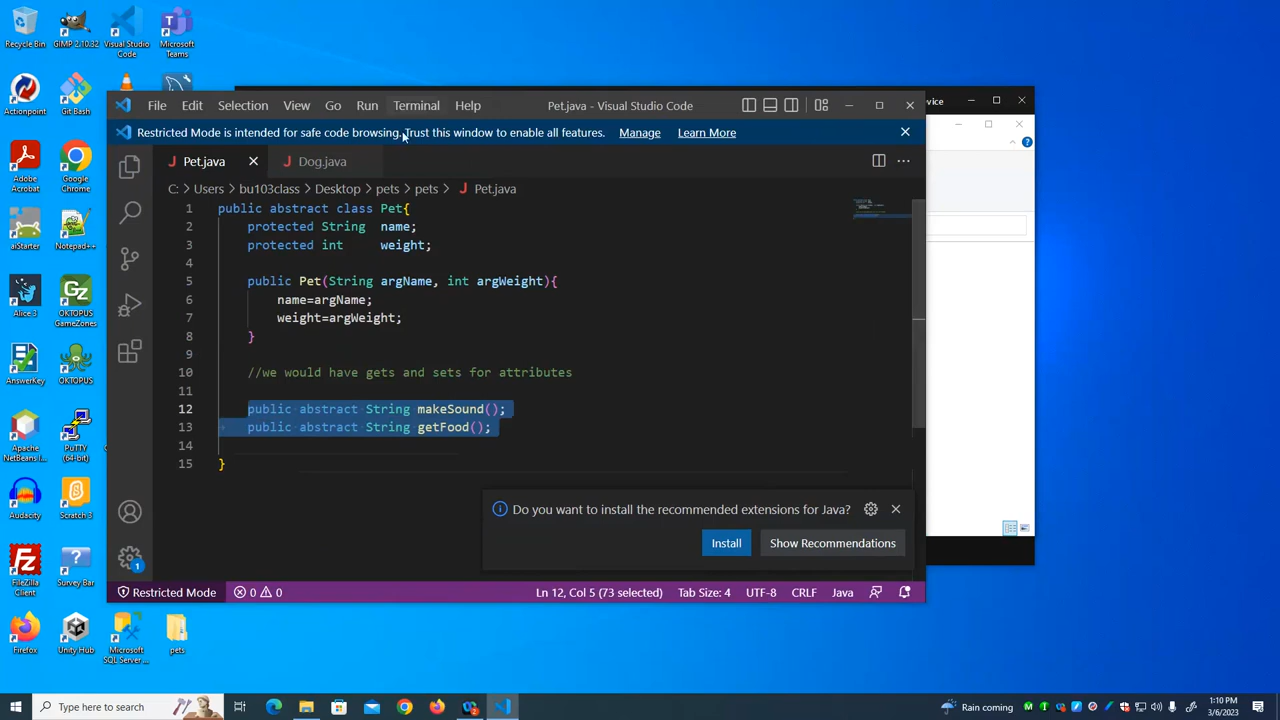 Recycle Bin
GIMP 2.10.32
Visual Studio Code
Microsoft Teams
Actionpoint
Git Bash
Adobe Acrobat
Google Chrome
aiStarter
Notepad++
Alice 3
OKTOPUS GameZones
AnswerKey
OKTOPUS
Apache NetBeans I...
PuTTY (64-bit)
Audacity
Scratch 3
FileZilla Client
Survey Bar
Firefox
Unity Hub
Microsoft SQL Server ...
pets
File Edit Selection View Go Run Terminal Help
Pet.java - Visual Studio Code
Restricted Mode is intended for safe code browsing. Trust this window to enable all features. Manage Learn More
Pet.java
Dog.java
C: > Users > bu103class > Desktop > pets > pets > Pet.java
1 public abstract class Pet{
2 protected String name;
3 protected int weight;
4
5 public Pet(String argName, int argWeight){
6 name=argName;
7 weight=argWeight;
8 }
9
10 //we would have gets and sets for attributes
11
12 public abstract String makeSound();
13 public abstract String getFood();
14
15 }
Do you want to install the recommended extensions for Java?
Install
Show Recommendations
Restricted Mode 0 0 Ln 12, Col 5 (73 selected) Tab Size: 4 UTF-8 CRLF Java
1
evice
Type here to search
Rain coming
1:10 PM
3/6/2023